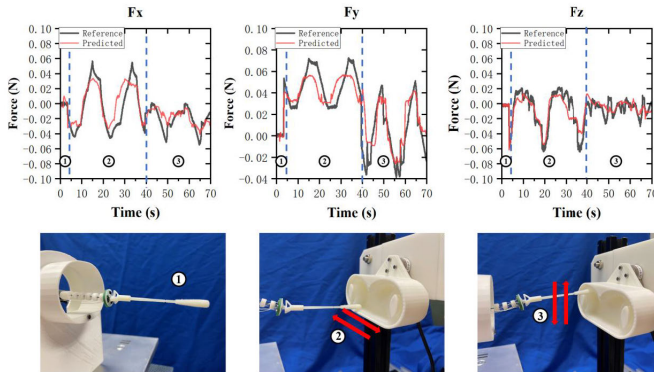 Fx
Reference
Predicted
Force (N)
0.10
0.08
0.06
0.04
0.02
0.00
-0.02
-0.04
-0.06
-0.08
-0.10
① ② ③
0 10 20 30 40 50 60 70
Time (s)
Fy
Reference
Predicted
Force (N)
0.10
0.08
0.06
0.04
0.02
0.00
-0.02
0.04
① ② ③
0 10 20 30 40 50 60 70
Time (s)
Fz
Reference
Predicted
Force (N)
0.10
0.08
0.06
0.04
0.02
0.00
-0.02
-0.04
-0.06
-0.08
-0.10
① ② ③
0 10 20 30 40 50 60 70
Time (s)
①
②
③